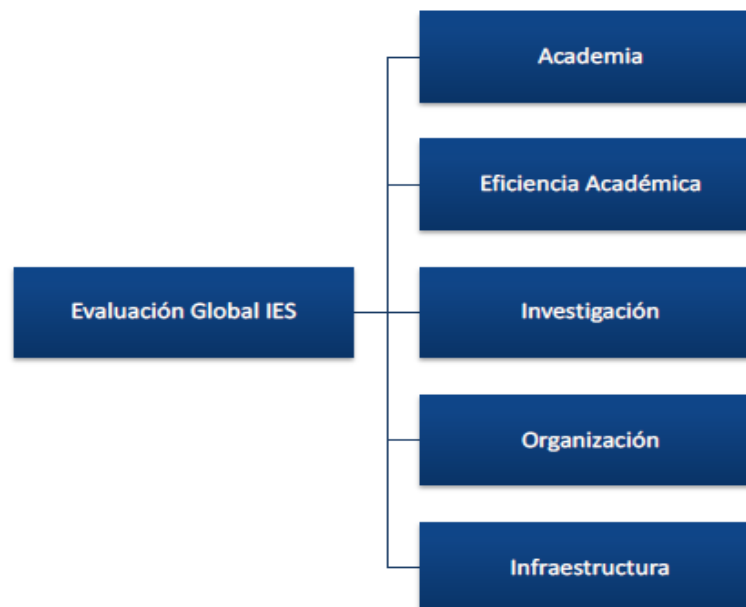 Academia
Eficiencia Académica
Evaluación Global IES
Investigación
Organización
Infraestructura